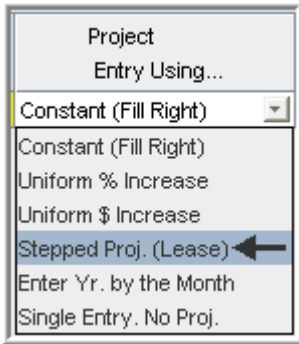 Project
Entry Using...
Constant (Fill Right)
Constant (Fill Right)
Uniform % Increase
Uniform $ Increase
Stepped Proj. (Lease)
Enter Yr. by the Month
Single Entry. No Proj.